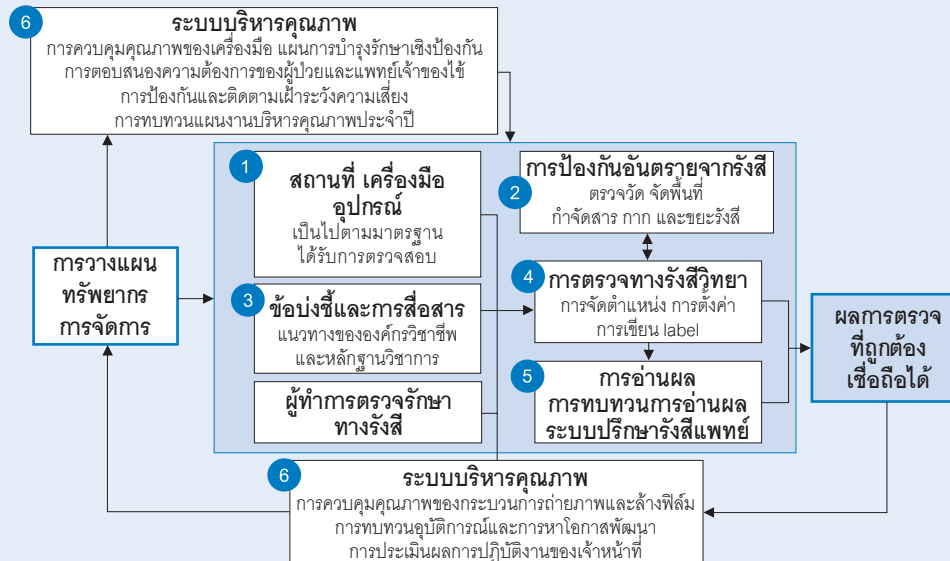 6
ระบบบริหารคุณภาพ
การควบคุมคุณภาพของเครื่องมือ แผนการบำรุงรักษาเชิงป้องกัน
การตอบสนองความต้องการของผู้ป่วยและแพทย์เจ้าของไข้
การป้องกันและติดตามเฝ้าระวังความเสี่ยง
การทบทวนแผนงานบริหารคุณภาพประจำปี
การวางแผน
ทรัพยากร
การจัดการ
1
สถานที่ เครื่องมือ
อุปกรณ์
เป็นไปตามมาตรฐาน
ได้รับการตรวจสอบ
2
การป้องกันอันตรายจากรังสี
ตรวจวัด จัดพื้นที่
กำจัดสาร กาก และขยะรังสี
3
ข้อบ่งชี้และการสื่อสาร
แนวทางขององค์กรวิชาชีพ
และหลักฐานวิชาการ
4
การตรวจทางรังสีวิทยา
การจัดตำแหน่ง การตั้งค่า
การเขียน label
ผู้ทำการตรวจรักษา
ทางรังสี
5
การอ่านผล
การทบทวนการอ่านผล
ระบบปรึกษารังสีแพทย์
ผลการตรวจ
ที่ถูกต้อง
เชื่อถือได้
6
ระบบบริหารคุณภาพ
การควบคุมคุณภาพของกระบวนการถ่ายภาพและล้างฟิล์ม
การทบทวนอุบัติการณ์และการหาโอกาสพัฒนา
การประเมินผลการปฏิบัติงานของเจ้าหน้าที่